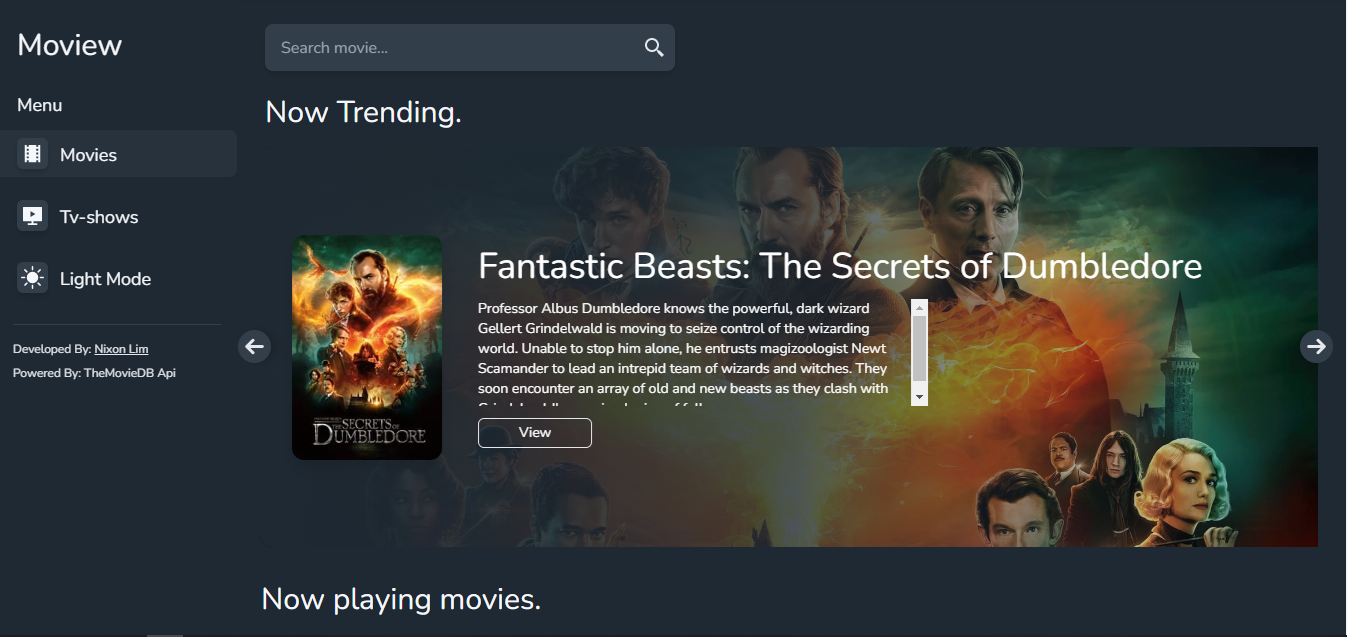 Moview
Search movie...
Menu
Movies
Tv-shows
Light Mode
Developed By: Nixon Lim
Powered By: TheMovieDB Api
Now Trending.
THE SECRETS OF
DUMBLEDORE
Fantastic Beasts: The Secrets of Dumbledore
Professor Albus Dumbledore knows the powerful, dark wizard
Gellert Grindelwald is moving to seize control of the wizarding
world. Unable to stop him alone, he entrusts magizoologist Newt
Scamander to lead an intrepid team of wizards and witches. They
soon encounter an array of old and new beasts as they clash with
View
Now playing movies.